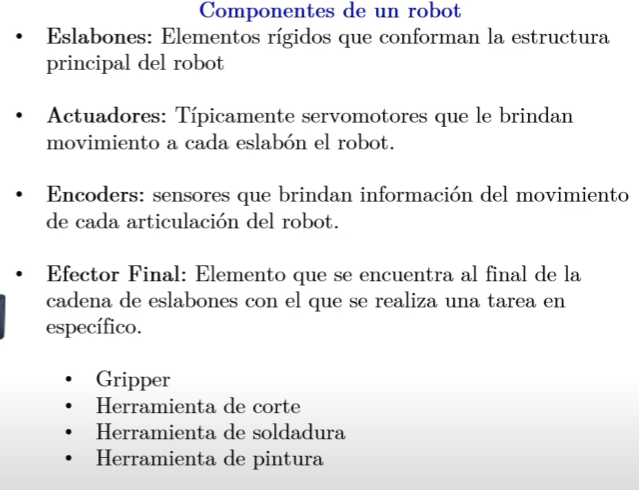 Componentes de un robot
• Eslabones: Elementos rígidos que conforman la estructura
principal del robot
• Actuadores: Típicamente servomotores que le brindan
movimiento a cada eslabón el robot.
• Encoders: sensores que brindan información del movimiento
de cada articulación del robot.
• Efector Final: Elemento que se encuentra al final de la
cadena de eslabones con el que se realiza una tarea en
específico.
• Gripper
• Herramienta de corte
• Herramienta de soldadura
• Herramienta de pintura